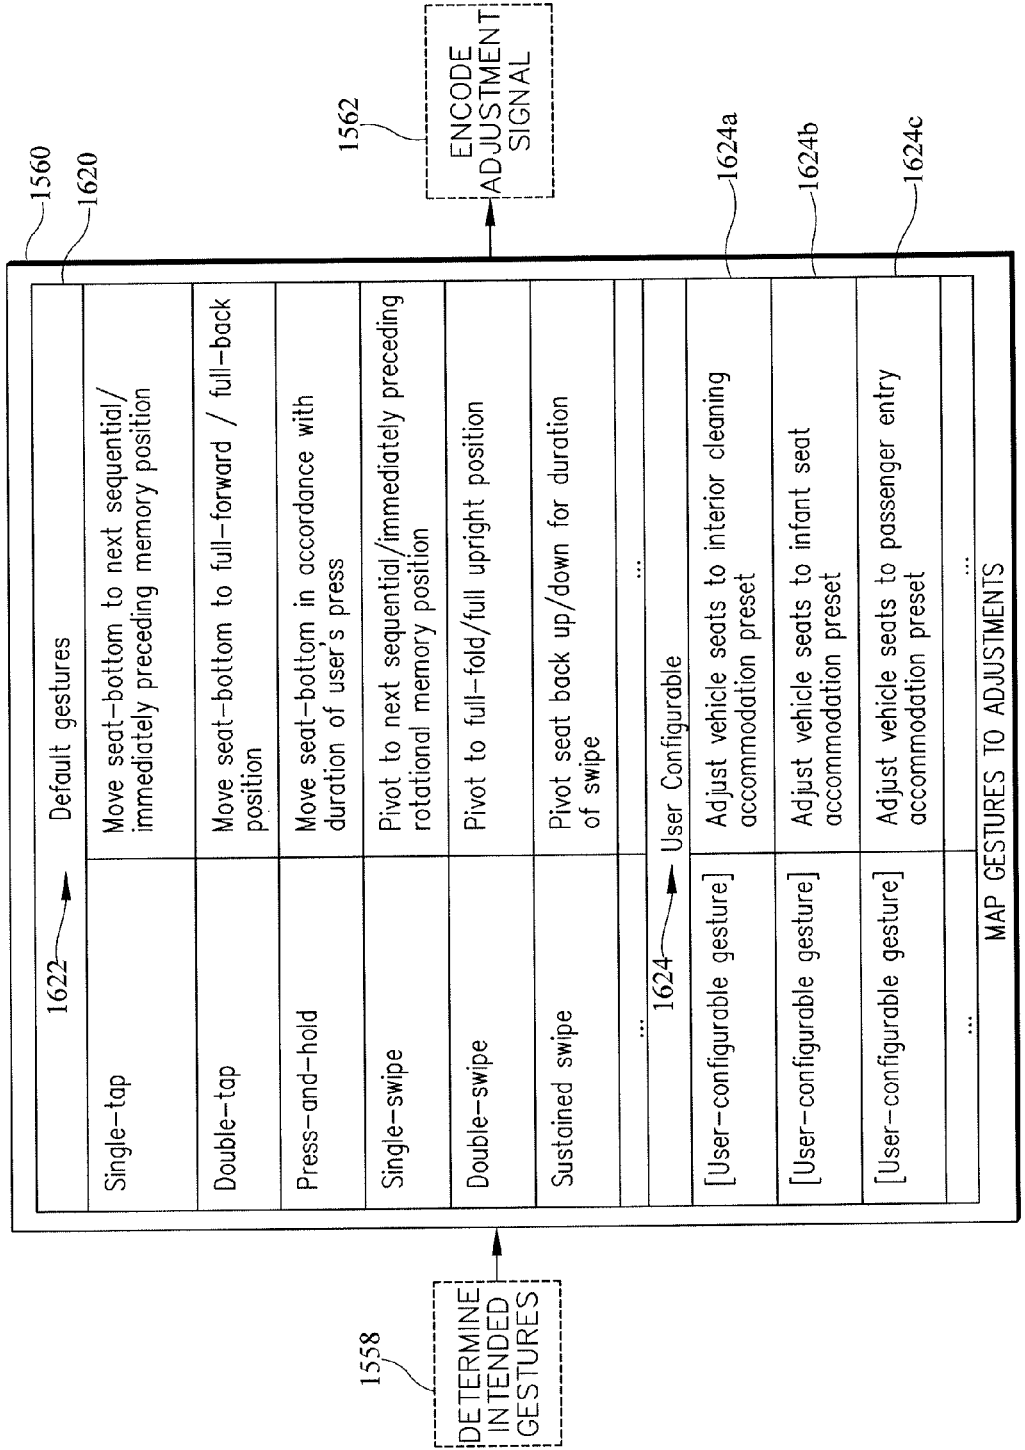 1560
1620
1622
Default gestures
Single-tap
Move seat-bottom to next sequential/
immediately preceding memory position
Double-tap
Move seat-bottom to full-forward / full-back
position
Press-and-hold
Move seat-bottom in accordance with
duration of user's press
Single-swipe
Pivot to next sequential/immediately preceding
rotational memory position
Double-swipe
Pivot to full-fold/full upright position
Sustained swipe
Pivot seat back up/down for duration
of swipe
...
...
1624
User Configurable
[User-configurable gesture]
Adjust vehicle seats to interior cleaning
accommodation preset
1624a
[User-configurable gesture]
Adjust vehicle seats to infant seat
accommodation preset
1624b
[User-configurable gesture]
Adjust vehicle seats to passenger entry
accommodation preset
1624c
...
...
MAP GESTURES TO ADJUSTMENTS
1558
DETERMINE
INTENDED
GESTURES
1562
ENCODE
ADJUSTMENT
SIGNAL